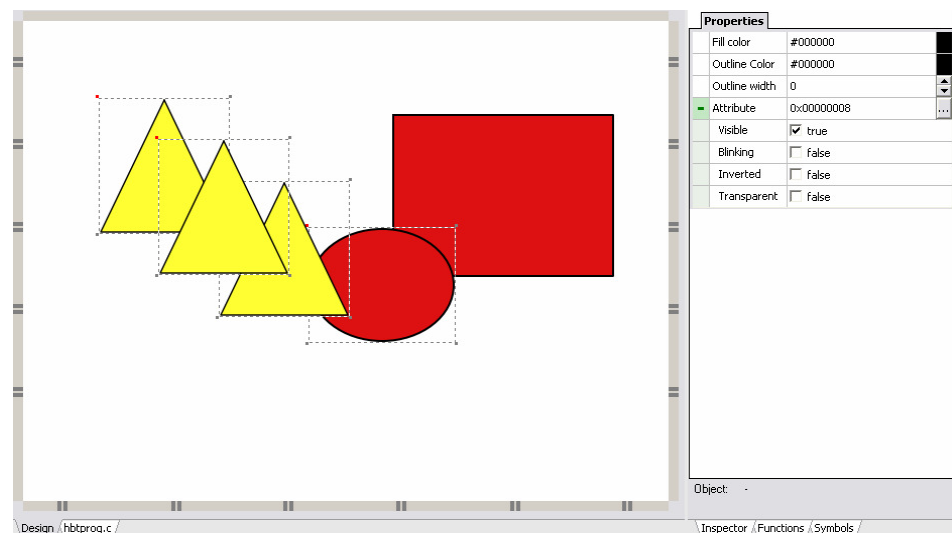 Properties
Fill color #000000
Outline Color #000000
Outline width 0
Attribute 0x00000008
Visible true
Blinking false
Inverted false
Transparent false
Object: -
Design hbtprog.c
Inspector Functions Symbols